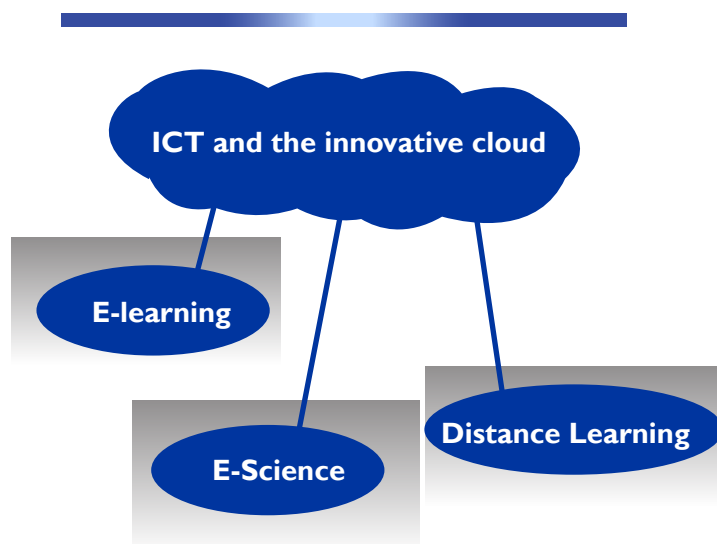 ICT and the innovative cloud
E-learning
Distance Learning
E-Science